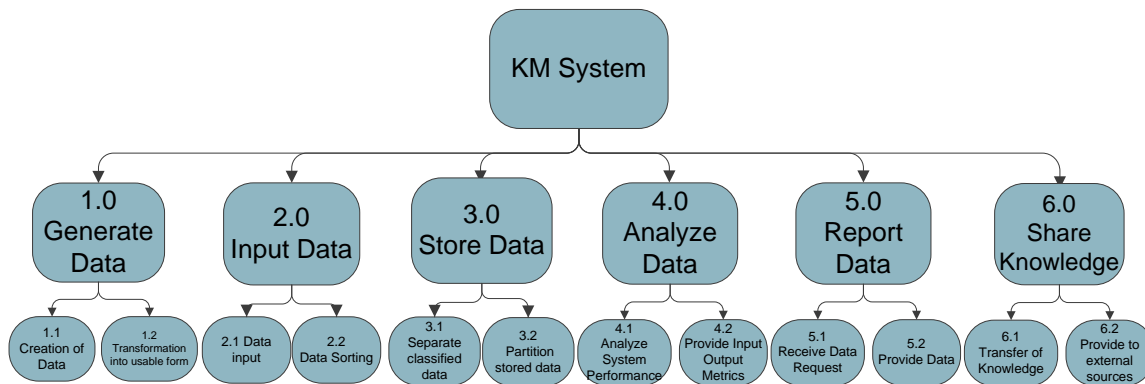 KM System
1.0
Generate
Data
2.0
Input Data
3.0
Store Data
4.0
Analyze
Data
5.0
Report
Data
6.0
Share
Knowledge
1.1
Creation of
Data
1.2
Transformation
into usable form
2.1 Data
input
2.2
Data Sorting
3.1
Separate
classified
data
3.2
Partition
stored data
4.1
Analyze
System
Performance
4.2
Provide Input
Output
Metrics
5.1
Receive Data
Request
5.2
Provide Data
6.1
Transfer of
Knowledge
6.2
Provide to
external
sources